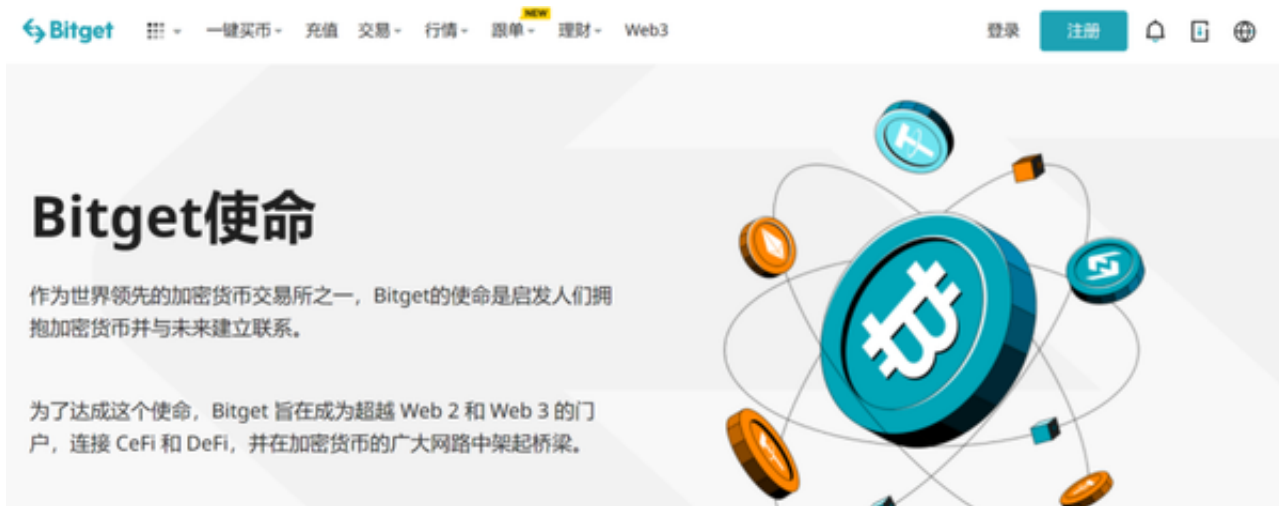 Bitget 一键买币 充值 交易 行情 跟单 NEW 理财 Web3 登录 注册
Bitget使命
作为世界领先的加密货币交易所之一，Bitget的使命是启发人们拥
抱加密货币并与未来建立联系。
为了达成这个使命，Bitget 旨在成为超越 Web 2 和 Web 3 的门
户，连接 CeFi 和 DeFi，并在加密货币的广大网路中架起桥梁。